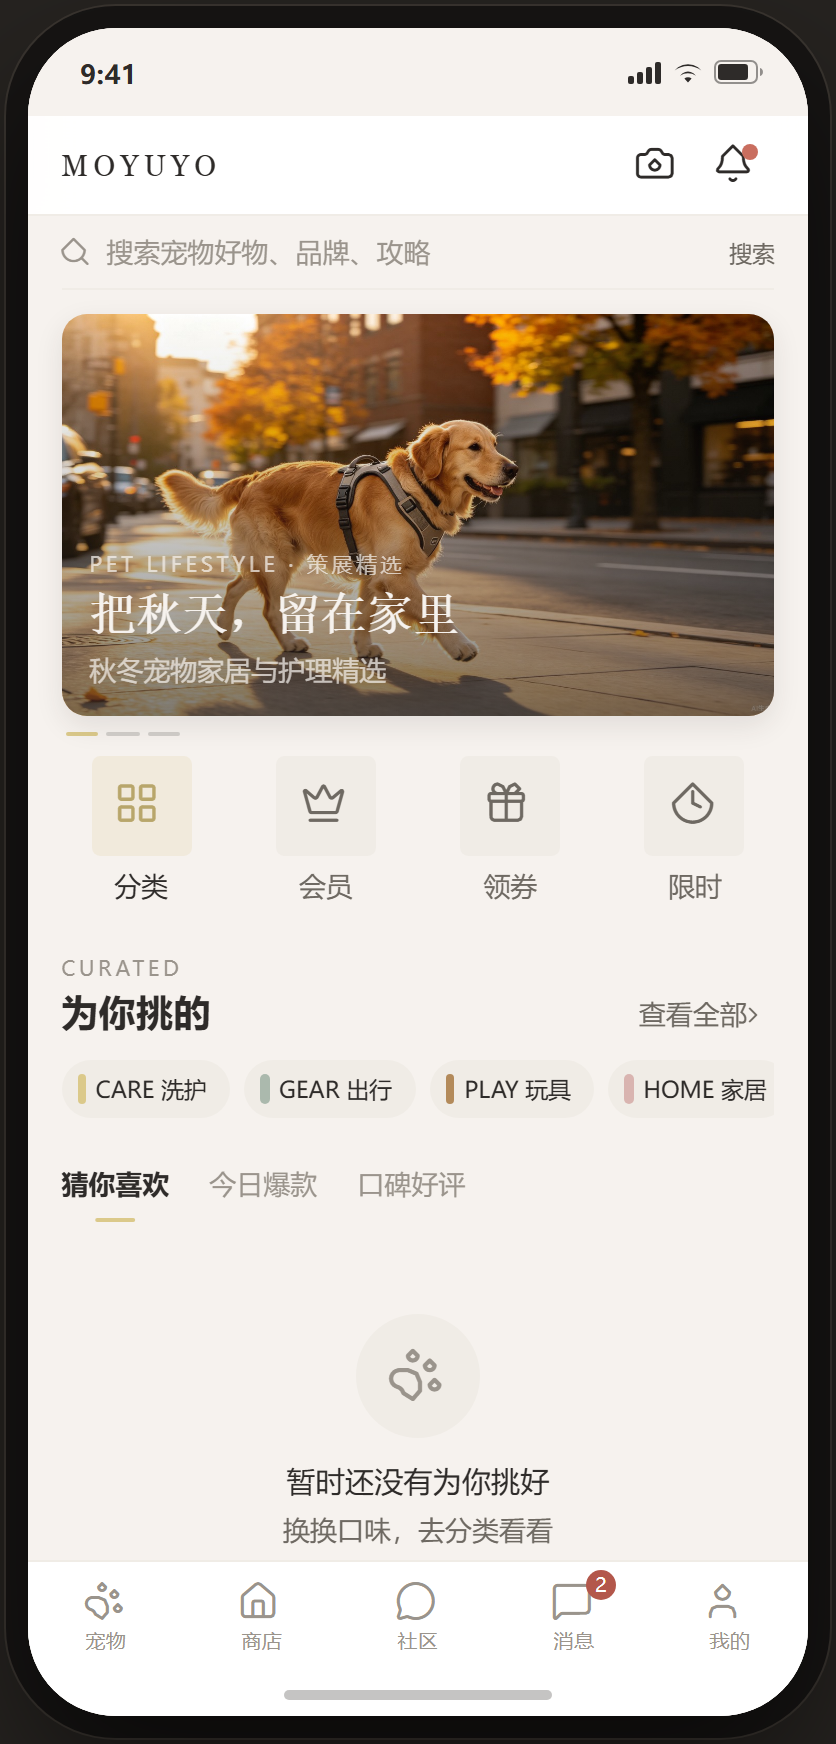 9:41
MOYUYO
搜索宠物好物、品牌、攻略 搜索
PET LIFESTYLE · 策展精选
把秋天，留在家里
秋冬宠物家居与护理精选
分类 会员 领券 限时
CURATED
为你挑的 查看全部›
CARE 洗护 GEAR 出行 PLAY 玩具 HOME 家居
猜你喜欢 今日爆款 口碑好评
暂时还没有为你挑好
换换口味，去分类看看
2
宠物 商店 社区 消息 我的